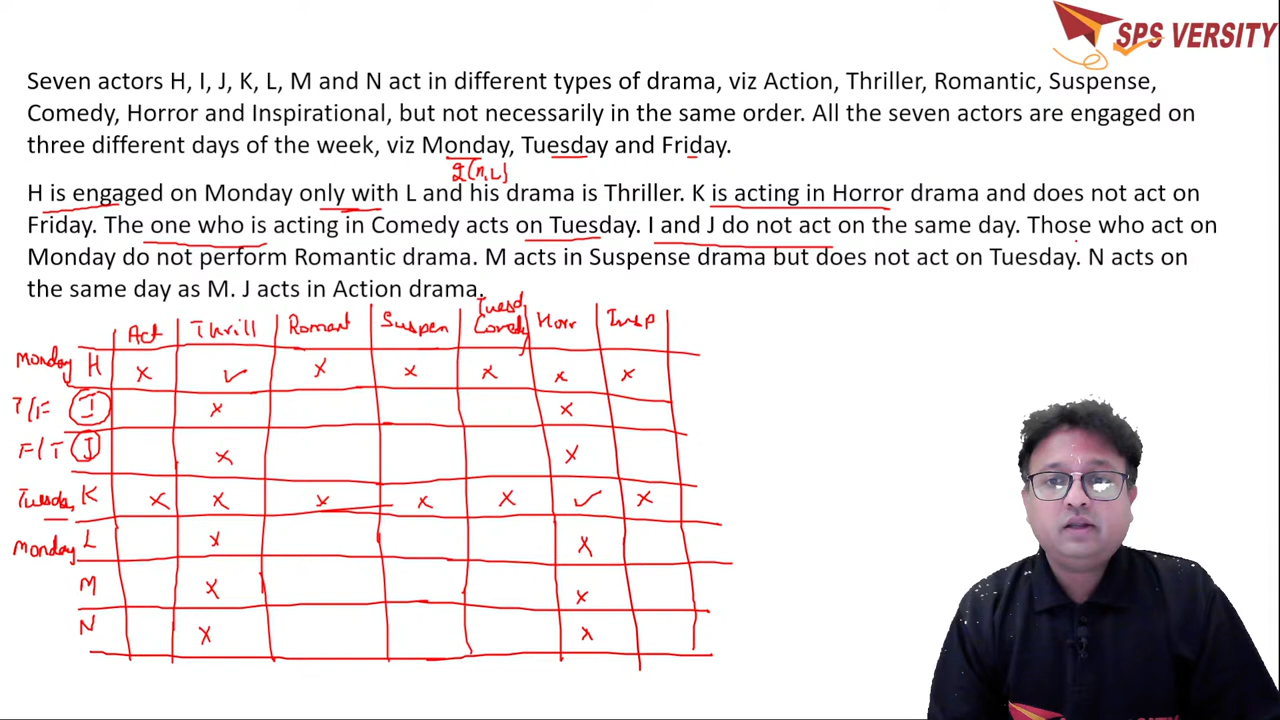 SPS VERSITY
Seven actors H, I, J, K, L, M and N act in different types of drama, viz Action, Thriller, Romantic, Suspense,
Comedy, Horror and Inspirational, but not necessarily in the same order. All the seven actors are engaged on
three different days of the week, viz Monday, Tuesday and Friday.
2(H,L)
H is engaged on Monday only with L and his drama is Thriller. K is acting in Horror drama and does not act on
Friday. The one who is acting in Comedy acts on Tuesday. I and J do not act on the same day. Those who act on
Monday do not perform Romantic drama. M acts in Suspense drama but does not act on Tuesday. N acts on
the same day as M. J acts in Action drama.
Tuesd
Act Thrill Romant Suspen Comedy Horr Insp
Monday H x ✓ x x x x x
T/F I x x
F/T J x x
Tuesday K x x x x x ✓ x
Monday L x x
M x x
N x x